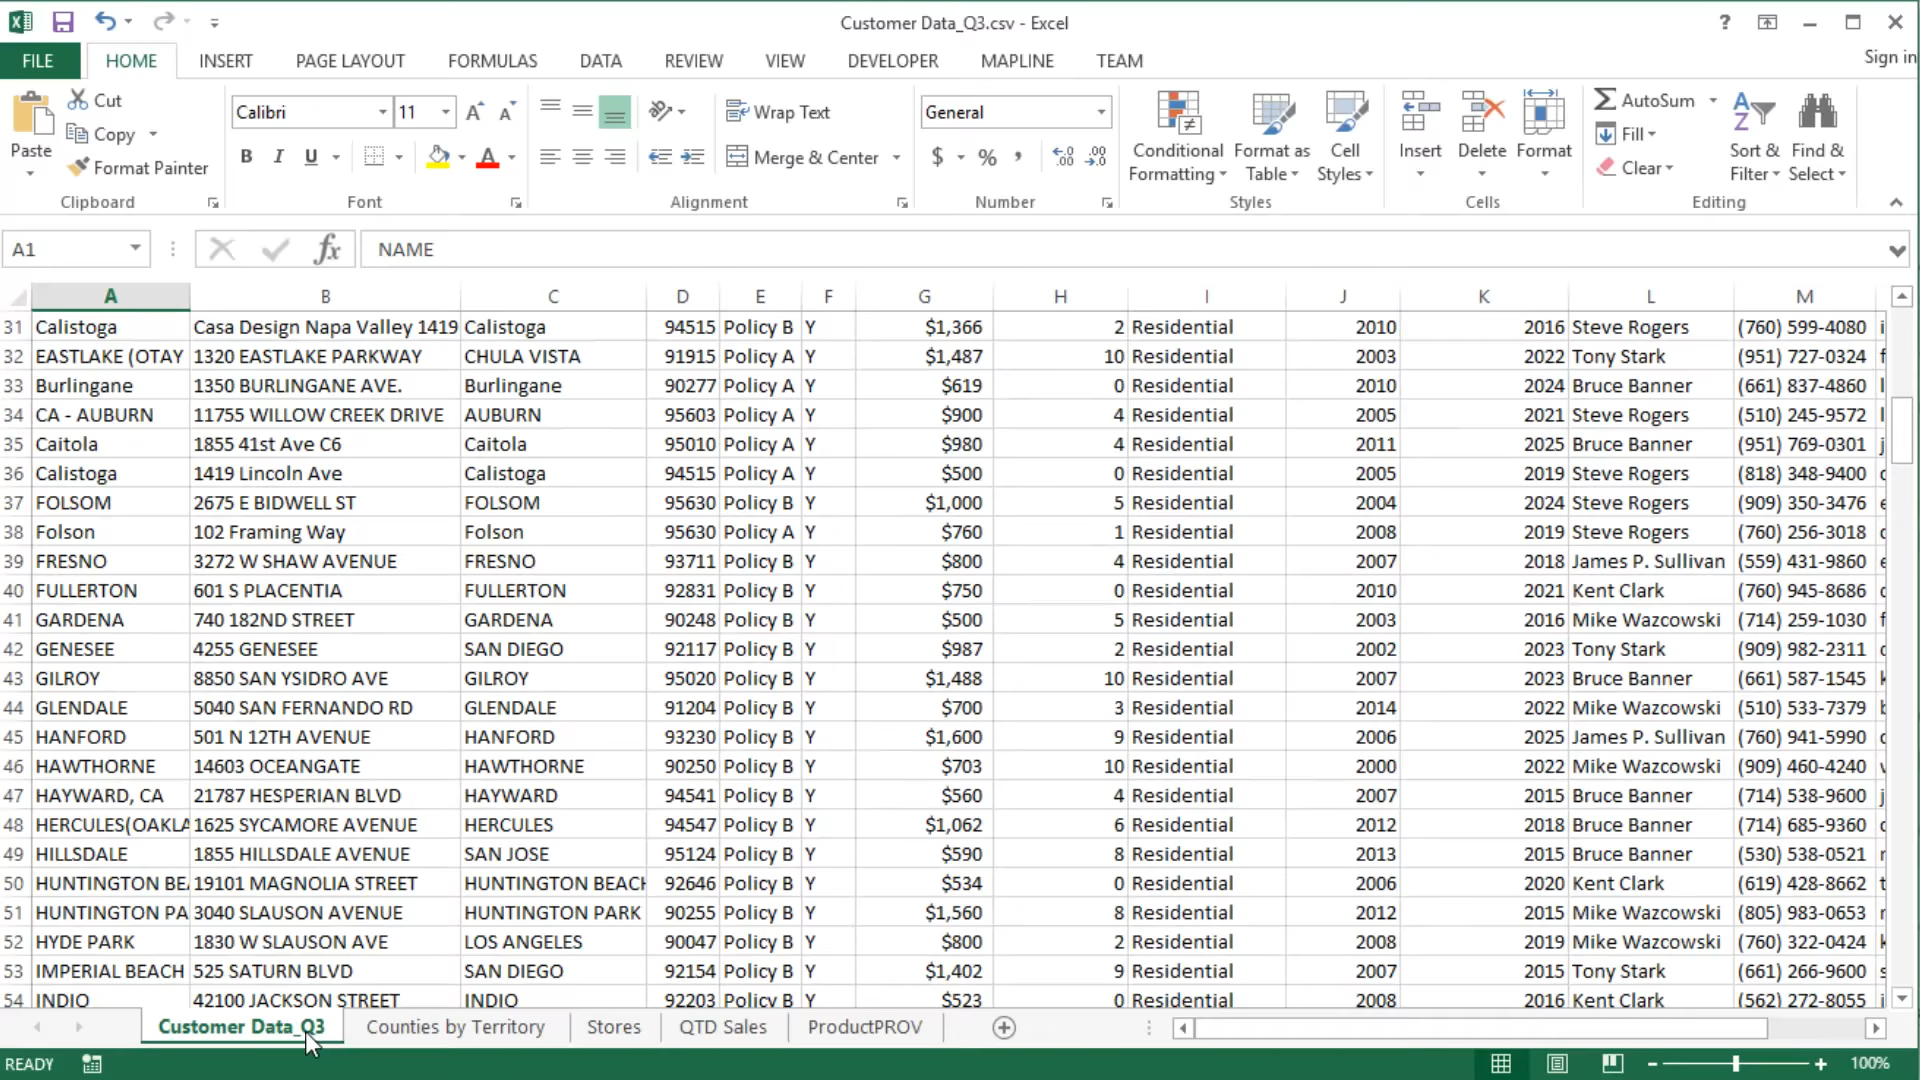 Customer Data_Q3.csv - Excel
?
Sign in
FILE HOME INSERT PAGE LAYOUT FORMULAS DATA REVIEW VIEW DEVELOPER MAPLINE TEAM
Paste
Cut
Copy
Format Painter
Clipboard
Calibri 11 A A
B I U A
Font
Wrap Text
Merge & Center
Alignment
General
$ % , .00 .00
Number
Conditional Formatting
Format as Table
Cell Styles
Styles
Insert Delete Format
Cells
AutoSum
Fill
Clear
Sort & Filter
Find & Select
Editing
A1 fx NAME
A B C D E F G H I J K L M
31 Calistoga Casa Design Napa Valley 1419 Calistoga 94515 Policy B Y $1,366 2 Residential 2010 2016 Steve Rogers (760) 599-4080
32 EASTLAKE (OTAY 1320 EASTLAKE PARKWAY CHULA VISTA 91915 Policy A Y $1,487 10 Residential 2003 2022 Tony Stark (951) 727-0324
33 Burlingane 1350 BURLINGANE AVE. Burlingane 90277 Policy A Y $619 0 Residential 2010 2024 Bruce Banner (661) 837-4860
34 CA - AUBURN 11755 WILLOW CREEK DRIVE AUBURN 95603 Policy A Y $900 4 Residential 2005 2021 Steve Rogers (510) 245-9572
35 Caitola 1855 41st Ave C6 Caitola 95010 Policy A Y $980 4 Residential 2011 2025 Bruce Banner (951) 769-0301
36 Calistoga 1419 Lincoln Ave Calistoga 94515 Policy A Y $500 0 Residential 2005 2019 Steve Rogers (818) 348-9400
37 FOLSOM 2675 E BIDWELL ST FOLSOM 95630 Policy B Y $1,000 5 Residential 2004 2024 Steve Rogers (909) 350-3476
38 Folson 102 Framing Way Folson 95630 Policy A Y $760 1 Residential 2008 2019 Steve Rogers (760) 256-3018
39 FRESNO 3272 W SHAW AVENUE FRESNO 93711 Policy B Y $800 4 Residential 2007 2018 James P. Sullivan (559) 431-9860
40 FULLERTON 601 S PLACENTIA FULLERTON 92831 Policy B Y $750 0 Residential 2010 2021 Kent Clark (760) 945-8686
41 GARDENA 740 182ND STREET GARDENA 90248 Policy B Y $500 5 Residential 2003 2016 Mike Wazcowski (714) 259-1030
42 GENESEE 4255 GENESEE SAN DIEGO 92117 Policy B Y $987 2 Residential 2002 2023 Tony Stark (909) 982-2311
43 GILROY 8850 SAN YSIDRO AVE GILROY 95020 Policy B Y $1,488 10 Residential 2007 2023 Bruce Banner (661) 587-1545
44 GLENDALE 5040 SAN FERNANDO RD GLENDALE 91204 Policy B Y $700 3 Residential 2014 2022 Mike Wazcowski (510) 533-7379
45 HANFORD 501 N 12TH AVENUE HANFORD 93230 Policy B Y $1,600 9 Residential 2006 2025 James P. Sullivan (760) 941-5990
46 HAWTHORNE 14603 OCEANGATE HAWTHORNE 90250 Policy B Y $703 10 Residential 2000 2022 Mike Wazcowski (909) 460-4240
47 HAYWARD, CA 21787 HESPERIAN BLVD HAYWARD 94541 Policy B Y $560 4 Residential 2007 2015 Bruce Banner (714) 538-9600
48 HERCULES(OAKLA 1625 SYCAMORE AVENUE HERCULES 94547 Policy B Y $1,062 6 Residential 2012 2018 Bruce Banner (714) 685-9360
49 HILLSDALE 1855 HILLSDALE AVENUE SAN JOSE 95124 Policy B Y $590 8 Residential 2013 2015 Bruce Banner (530) 538-0521
50 HUNTINGTON BEA 19101 MAGNOLIA STREET HUNTINGTON BEACH 92646 Policy B Y $534 0 Residential 2006 2020 Kent Clark (619) 428-8662
51 HUNTINGTON PA 3040 SLAUSON AVENUE HUNTINGTON PARK 90255 Policy B Y $1,560 8 Residential 2012 2015 Mike Wazcowski (805) 983-0653
52 HYDE PARK 1830 W SLAUSON AVE LOS ANGELES 90047 Policy B Y $800 2 Residential 2008 2019 Mike Wazcowski (760) 322-0424
53 IMPERIAL BEACH 525 SATURN BLVD SAN DIEGO 92154 Policy B Y $1,402 9 Residential 2007 2015 Tony Stark (661) 266-9600
54 INDIO 42100 JACKSON STREET INDIO 92203 Policy B Y $523 0 Residential 2008 2016 Kent Clark (562) 272-8055
Customer Data_Q3 Counties by Territory Stores QTD Sales ProductPROV
READY 100%